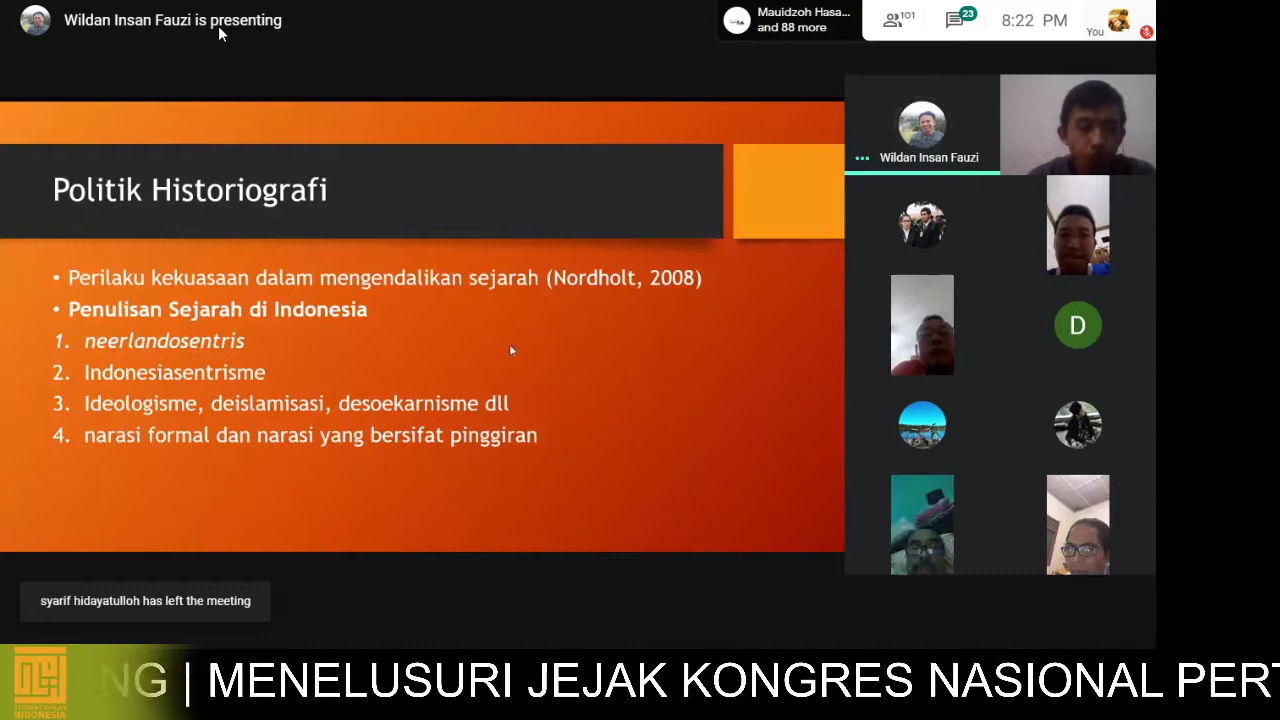 Wildan Insan Fauzi is presenting
Mauidzoh Hasa...
and 88 more
101
23
8:22 PM
You
Wildan Insan Fauzi
Politik Historiografi
• Perilaku kekuasaan dalam mengendalikan sejarah (Nordholt, 2008)
• Penulisan Sejarah di Indonesia
1. neerlandosentris
2. Indonesiasentrisme
3. Ideologisme, deislamisasi, desoekarnisme dll
4. narasi formal dan narasi yang bersifat pinggiran
D
syarif hidayatulloh has left the meeting
NG | MENELUSURI JEJAK KONGRES NASIONAL PERT
INDONESIA